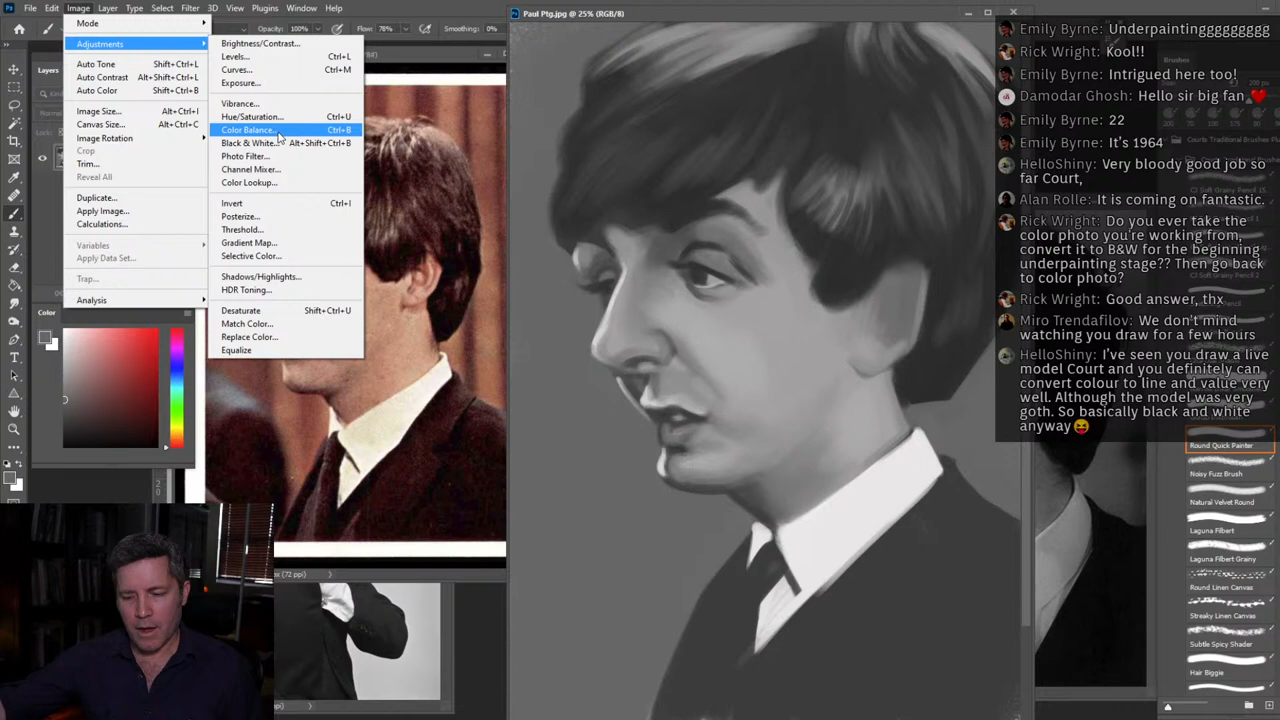 File Edit Image Layer Type Select Filter 3D View Plugins Window Help
Opacity: 100% Flow: 76% Smoothing: 0%
Mode
Adjustments
Auto Tone Shift+Ctrl+L
Auto Contrast Alt+Shift+Ctrl+L
Auto Color Shift+Ctrl+B
Image Size... Alt+Ctrl+I
Canvas Size... Alt+Ctrl+C
Image Rotation
Crop
Trim...
Reveal All
Duplicate...
Apply Image...
Calculations...
Variables
Apply Data Set...
Trap...
Analysis
Brightness/Contrast...
Levels... Ctrl+L
Curves... Ctrl+M
Exposure...
Vibrance...
Hue/Saturation... Ctrl+U
Color Balance... Ctrl+B
Black & White... Alt+Shift+Ctrl+B
Photo Filter...
Channel Mixer...
Color Lookup...
Invert Ctrl+I
Posterize...
Threshold...
Gradient Map...
Selective Color...
Shadows/Highlights...
HDR Toning...
Desaturate Shift+Ctrl+U
Match Color...
Replace Color...
Equalize
Layers
Color
20
(72 ppi)
Paul Ptg.jpg @ 25% (RGB/8)
Emily Byrne: Underpaintinggggggggg
Rick Wright: Kool!!
Emily Byrne: Intrigued here too!
Damodar Ghosh: Hello sir big fan ❤️
Emily Byrne: 22
Emily Byrne: It's 1964
HelloShiny: Very bloody good job so
far Court,
Alan Rolle: It is coming on fantastic.
Rick Wright: Do you ever take the
color photo you're working from,
convert it to B&W for the beginning
underpainting stage?? Then go back
to color photo?
Rick Wright: Good answer, thx
Miro Trendafilov: We don't mind
watching you draw for a few hours
HelloShiny: I've seen you draw a live
model Court and you definitely can
convert colour to line and value very
well. Although the model was very
goth. So basically black and white
anyway😝
Brushes
Round Quick Painter
Noisy Fuzz Brush
Natural Velvet Round
Laguna Filbert
Laguna Filbert Grainy
Round Linen Canvas
Streaky Linen Canvas
Subtle Spicy Shader
Hair Biggie